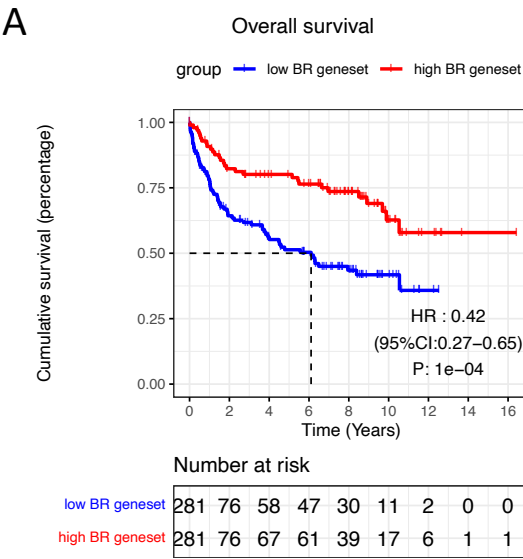 A
Overall survival
group low BR geneset high BR geneset
Cumulative survival (percentage)
1.00
0.75
0.50
0.25
0.00
HR : 0.42
(95%CI:0.27−0.65)
P: 1e−04
0 2 4 6 8 10 12 14 16
Time (Years)
Number at risk
low BR geneset 281 76 58 47 30 11 2 0 0
high BR geneset 281 76 67 61 39 17 6 1 1